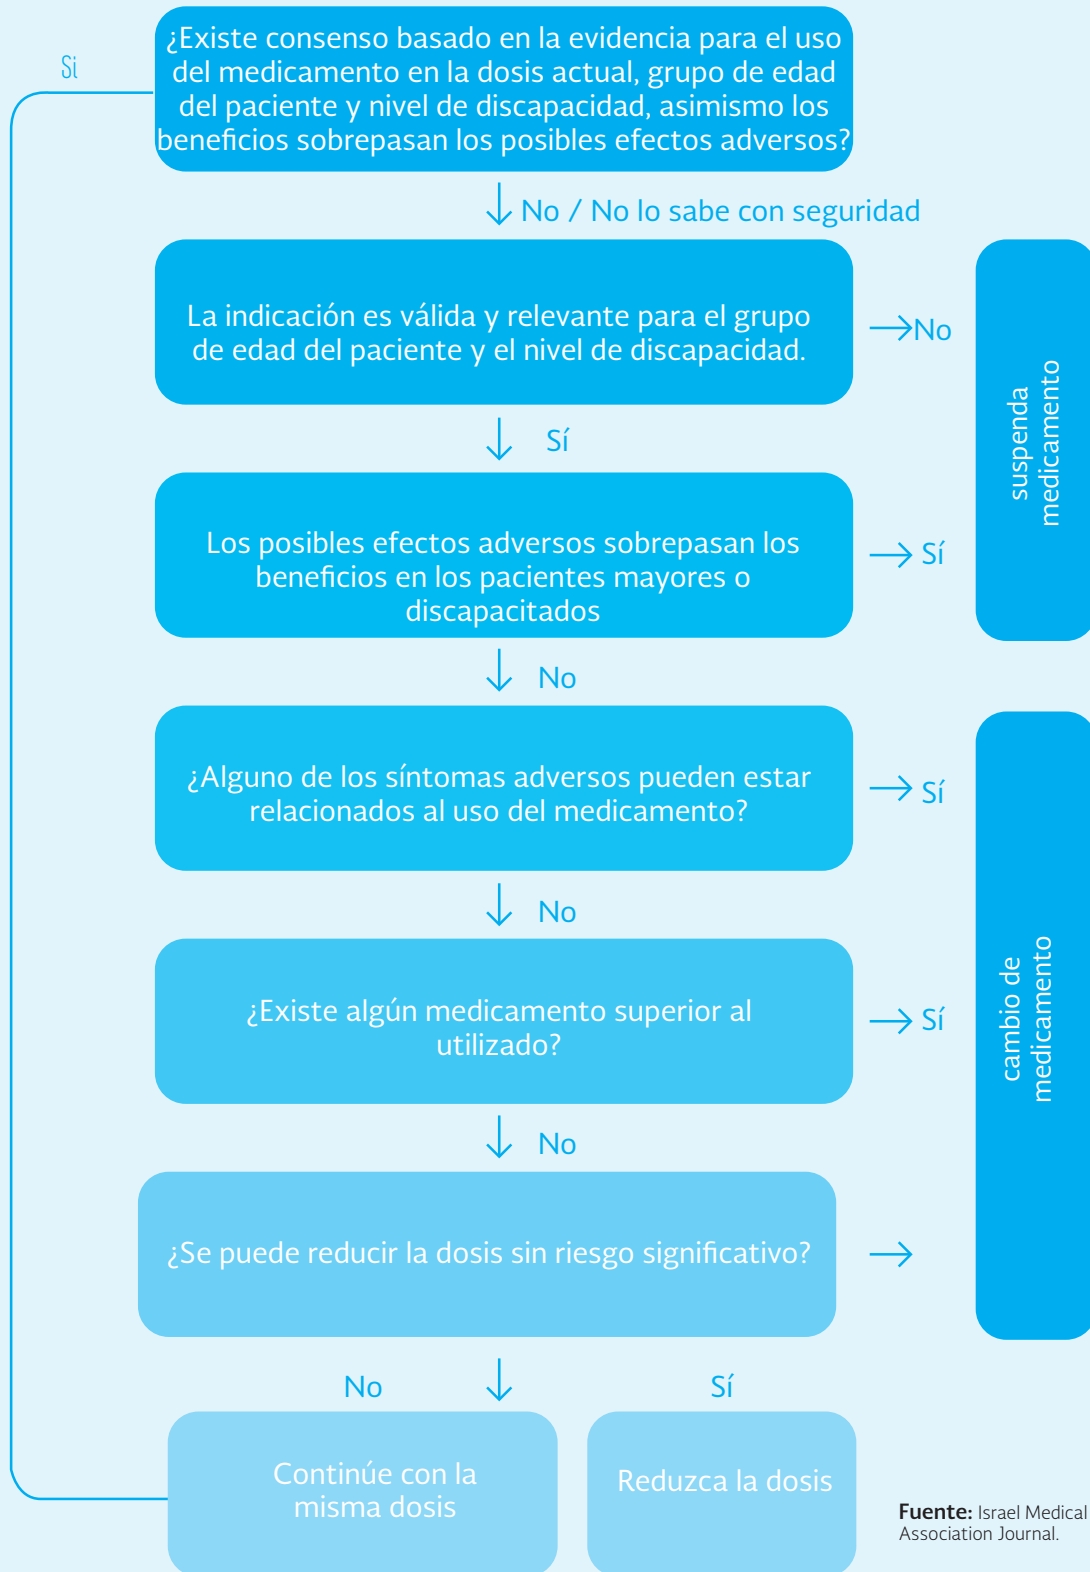 Si
¿Existe consenso basado en la evidencia para el uso
del medicamento en la dosis actual, grupo de edad
del paciente y nivel de discapacidad, asimismo los
beneficios sobrepasan los posibles efectos adversos?
No / No lo sabe con seguridad
La indicación es válida y relevante para el grupo
de edad del paciente y el nivel de discapacidad.
No
Sí
Los posibles efectos adversos sobrepasan los
beneficios en los pacientes mayores o
discapacitados
Sí
suspenda
medicamento
No
¿Alguno de los síntomas adversos pueden estar
relacionados al uso del medicamento?
Sí
No
¿Existe algún medicamento superior al
utilizado?
Sí
cambio de
medicamento
No
¿Se puede reducir la dosis sin riesgo significativo?
No
Sí
Continúe con la
misma dosis
Reduzca la dosis
Fuente: Israel Medical
Association Journal.